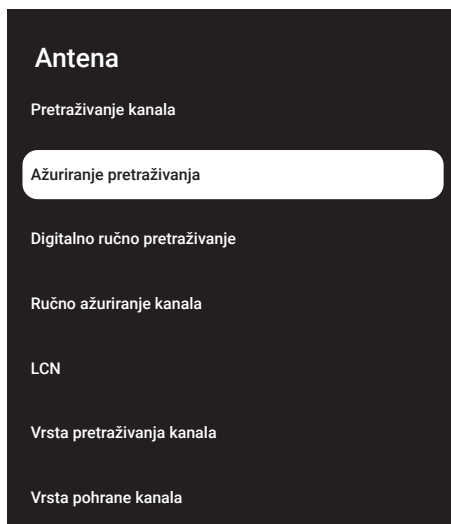 Antena
Pretraživanje kanala
Ažuriranje pretraživanja
Digitalno ručno pretraživanje
Ručno ažuriranje kanala
LCN
Vrsta pretraživanja kanala
Vrsta pohrane kanala